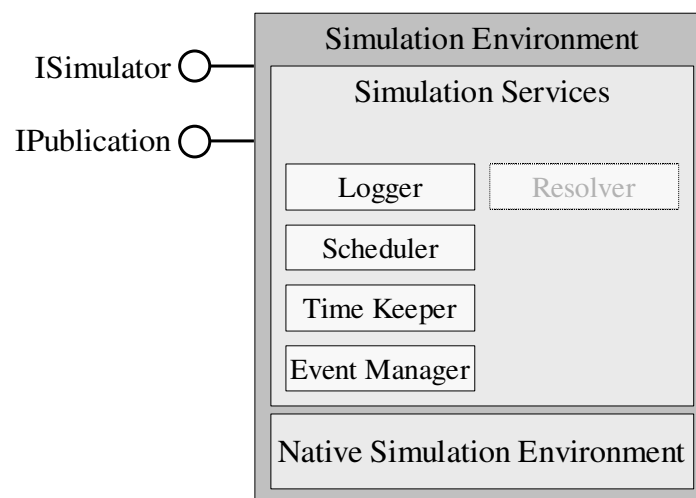 Simulation Environment
ISimulator
Simulation Services
IPublication
Logger
Resolver
Scheduler
Time Keeper
Event Manager
Native Simulation Environment